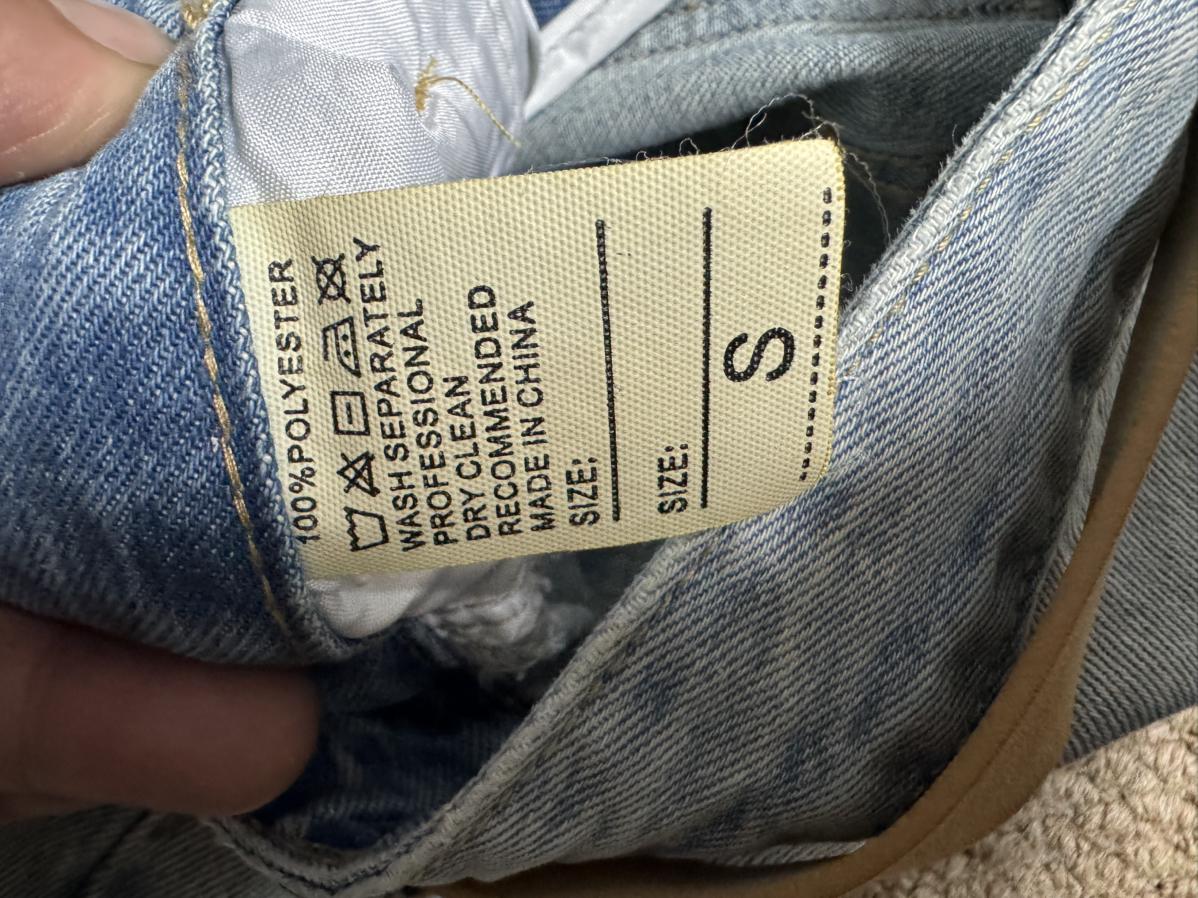 100%POLYESTER
WASH SEPARATELY
PROFESSIONAL
DRY CLEAN
RECOMMENDED
MADE IN CHINA
SIZE:
SIZE:
S